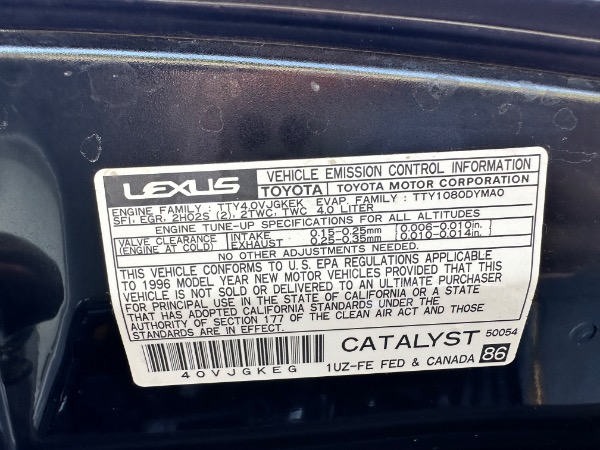 LEXUS VEHICLE EMISSION CONTROL INFORMATION
TOYOTA TOYOTA MOTOR CORPORATION
ENGINE FAMILY : TTY4.0VJGKEK EVAP. FAMILY : TTY1080DYMA0
SFI, EGR, 2HO2S (2), 2TWC, TWC 4.0 LITER
ENGINE TUNE-UP SPECIFICATIONS FOR ALL ALTITUDES
VALVE CLEARANCE INTAKE 0.15-0.25mm (0.006-0.010in.)
(ENGINE AT COLD) EXHAUST 0.25-0.35mm (0.010-0.014in.)
NO OTHER ADJUSTMENTS NEEDED.
THIS VEHICLE CONFORMS TO U.S. EPA REGULATIONS APPLICABLE
TO 1996 MODEL YEAR NEW MOTOR VEHICLES PROVIDED THAT THIS
VEHICLE IS NOT SOLD OR DELIVERED TO AN ULTIMATE PURCHASER
FOR PRINCIPAL USE IN THE STATE OF CALIFORNIA OR A STATE
THAT HAS ADOPTED CALIFORNIA STANDARDS UNDER THE
AUTHORITY OF SECTION 177 OF THE CLEAN AIR ACT AND THOSE
STANDARDS ARE IN EFFECT.
CATALYST 50054
40VJGKEG 1UZ-FE FED & CANADA 86